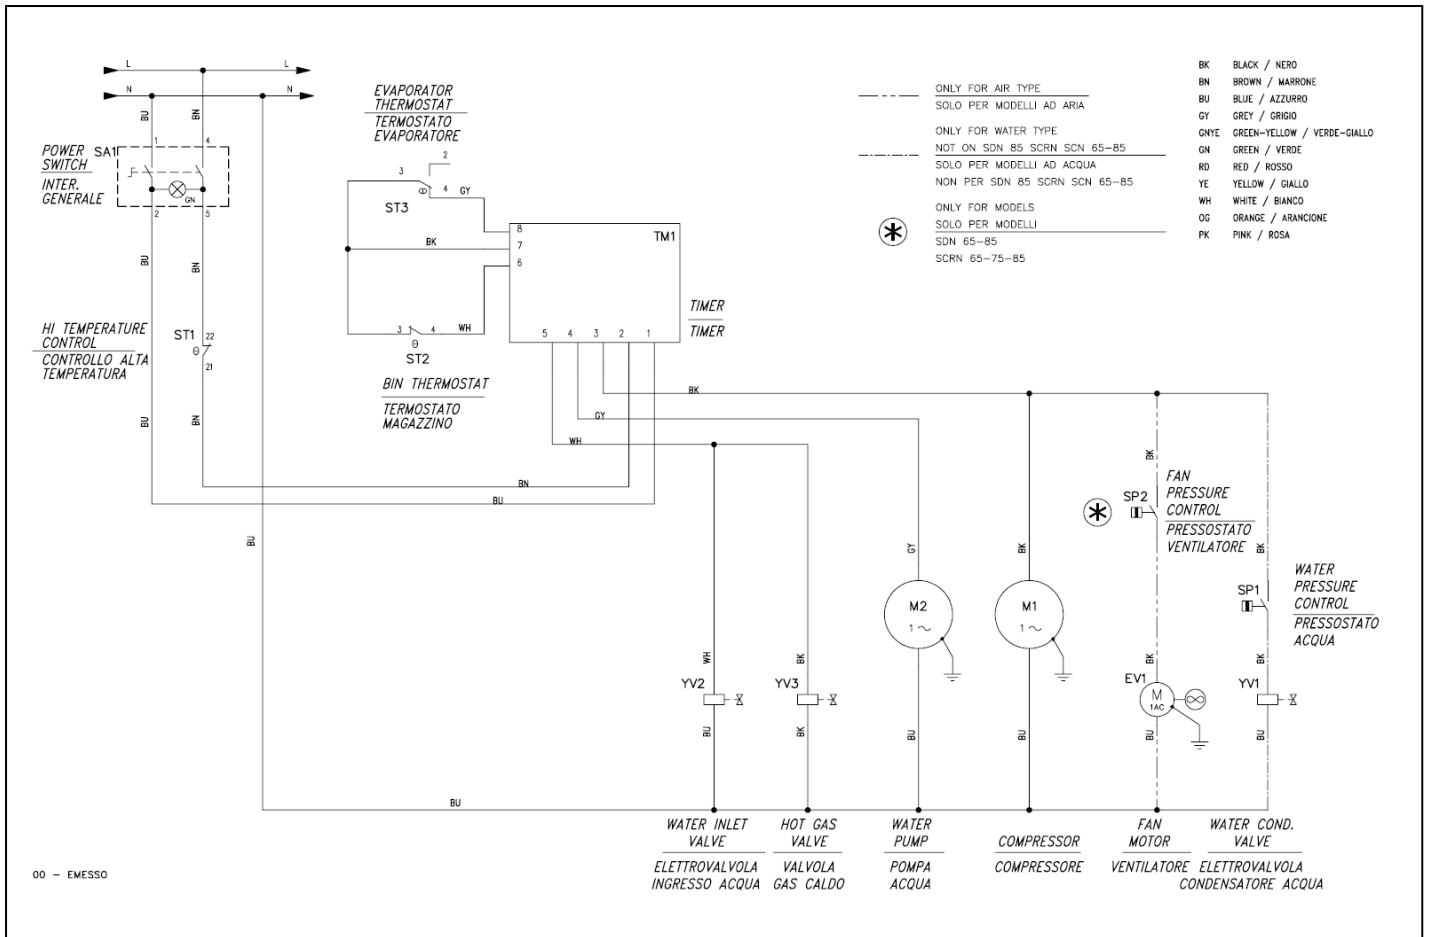 L
L
N
N
BU
BN
EVAPORATOR
THERMOSTAT
TERMOSTATO
EVAPORATORE
ONLY FOR AIR TYPE
SOLO PER MODELLI AD ARIA
ONLY FOR WATER TYPE
NOT ON SDN 85 SCRN SCN 65-85
SOLO PER MODELLI AD ACQUA
NON PER SDN 85 SCRN SCN 65-85
ONLY FOR MODELS
SOLO PER MODELLI
SDN 65-85
SCRN 65-75-85
BK BLACK / NERO
BN BROWN / MARRONE
BU BLUE / AZZURRO
GY GREY / GRIGIO
GNYE GREEN-YELLOW / VERDE-GIALLO
GN GREEN / VERDE
RD RED / ROSSO
YE YELLOW / GIALLO
WH WHITE / BIANCO
OG ORANGE / ARANCIONE
PK PINK / ROSA
POWER
SWITCH
INTER.
GENERALE
SA1
1
4
GN
2
5
3
2
4
GY
ST3
BK
8
7
6
TM1
5 4 3 2 1
TIMER
TIMER
3
4
WH
ST2
BIN THERMOSTAT
TERMOSTATO
MAGAZZINO
BU
BN
HI TEMPERATURE
CONTROL
CONTROLLO ALTA
TEMPERATURA
ST1
22
21
BU
BN
BK
GY
WH
BN
BU
BU
BK
FAN
PRESSURE
CONTROL
PRESSOSTATO
VENTILATORE
SP2
GY
BK
BK
WATER
PRESSURE
CONTROL
PRESSOSTATO
ACQUA
SP1
M2
1
M1
1
WH
BK
BK
BK
YV2
YV3
EV1
M
1AC
YV1
BU
BK
BU
BU
BU
BU
BU
WATER INLET
VALVE
ELETTROVALVOLA
INGRESSO ACQUA
HOT GAS
VALVE
VALVOLA
GAS CALDO
WATER
PUMP
POMPA
ACQUA
COMPRESSOR
COMPRESSORE
FAN
MOTOR
VENTILATORE
WATER COND.
VALVE
ELETTROVALVOLA
CONDENSATORE ACQUA
00 - EMESSO